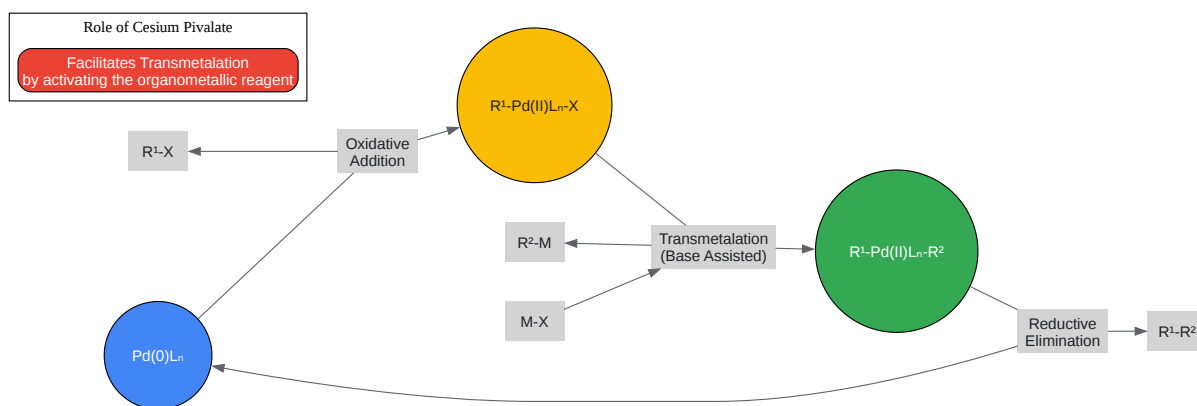 Role of Cesium Pivalate
Facilitates Transmetalation
by activating the organometallic reagent
R¹-Pd(II)Lₙ-X
R¹-X
Oxidative
Addition
R²-M
Transmetalation
(Base Assisted)
R¹-Pd(II)Lₙ-R²
M-X
Reductive
Elimination
R¹-R²
Pd(0)Lₙ